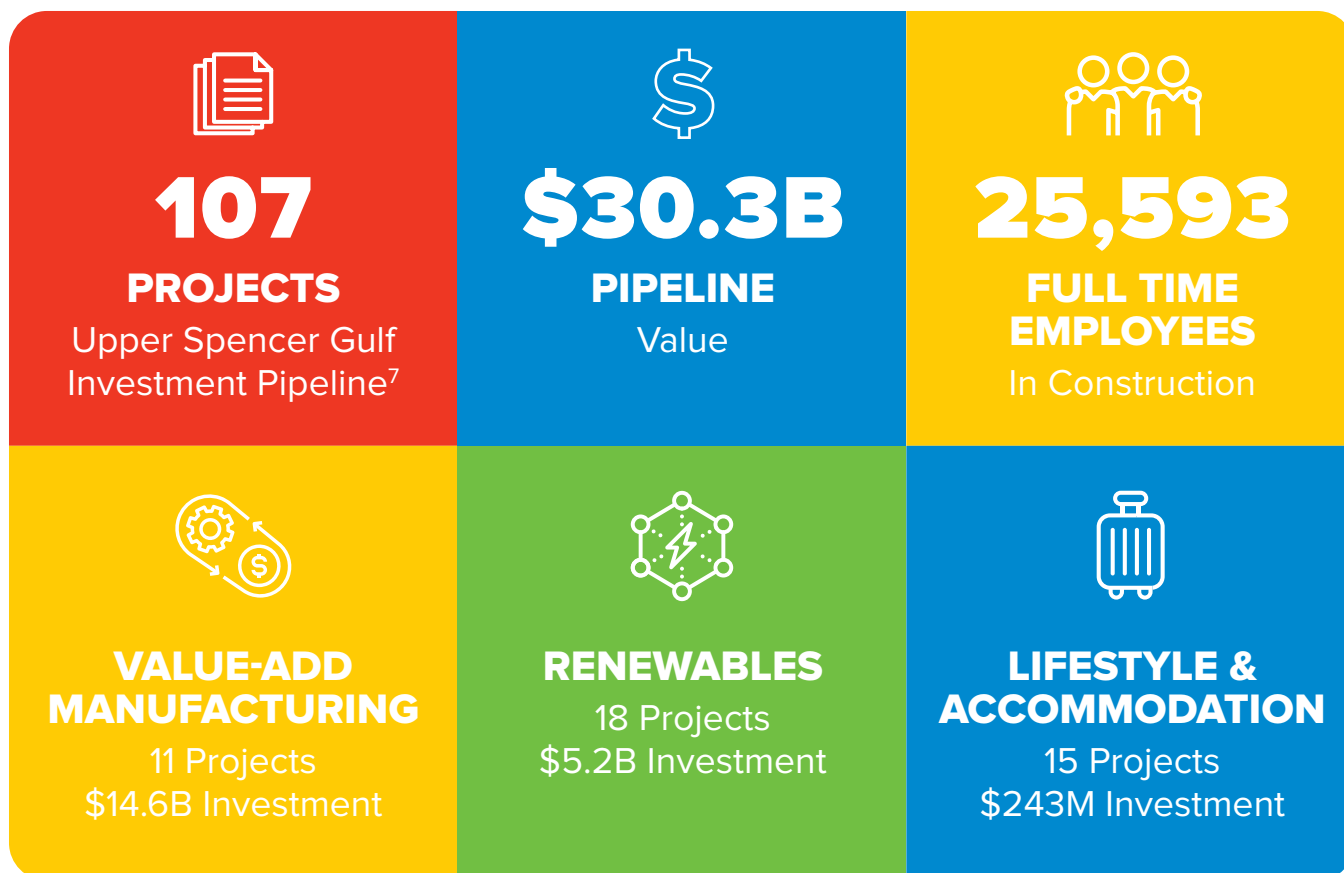 107
PROJECTS
Upper Spencer Gulf
Investment Pipeline⁷
$30.3B
PIPELINE
Value
25,593
FULL TIME
EMPLOYEES
In Construction
VALUE-ADD
MANUFACTURING
11 Projects
$14.6B Investment
RENEWABLES
18 Projects
$5.2B Investment
LIFESTYLE &
ACCOMMODATION
15 Projects
$243M Investment